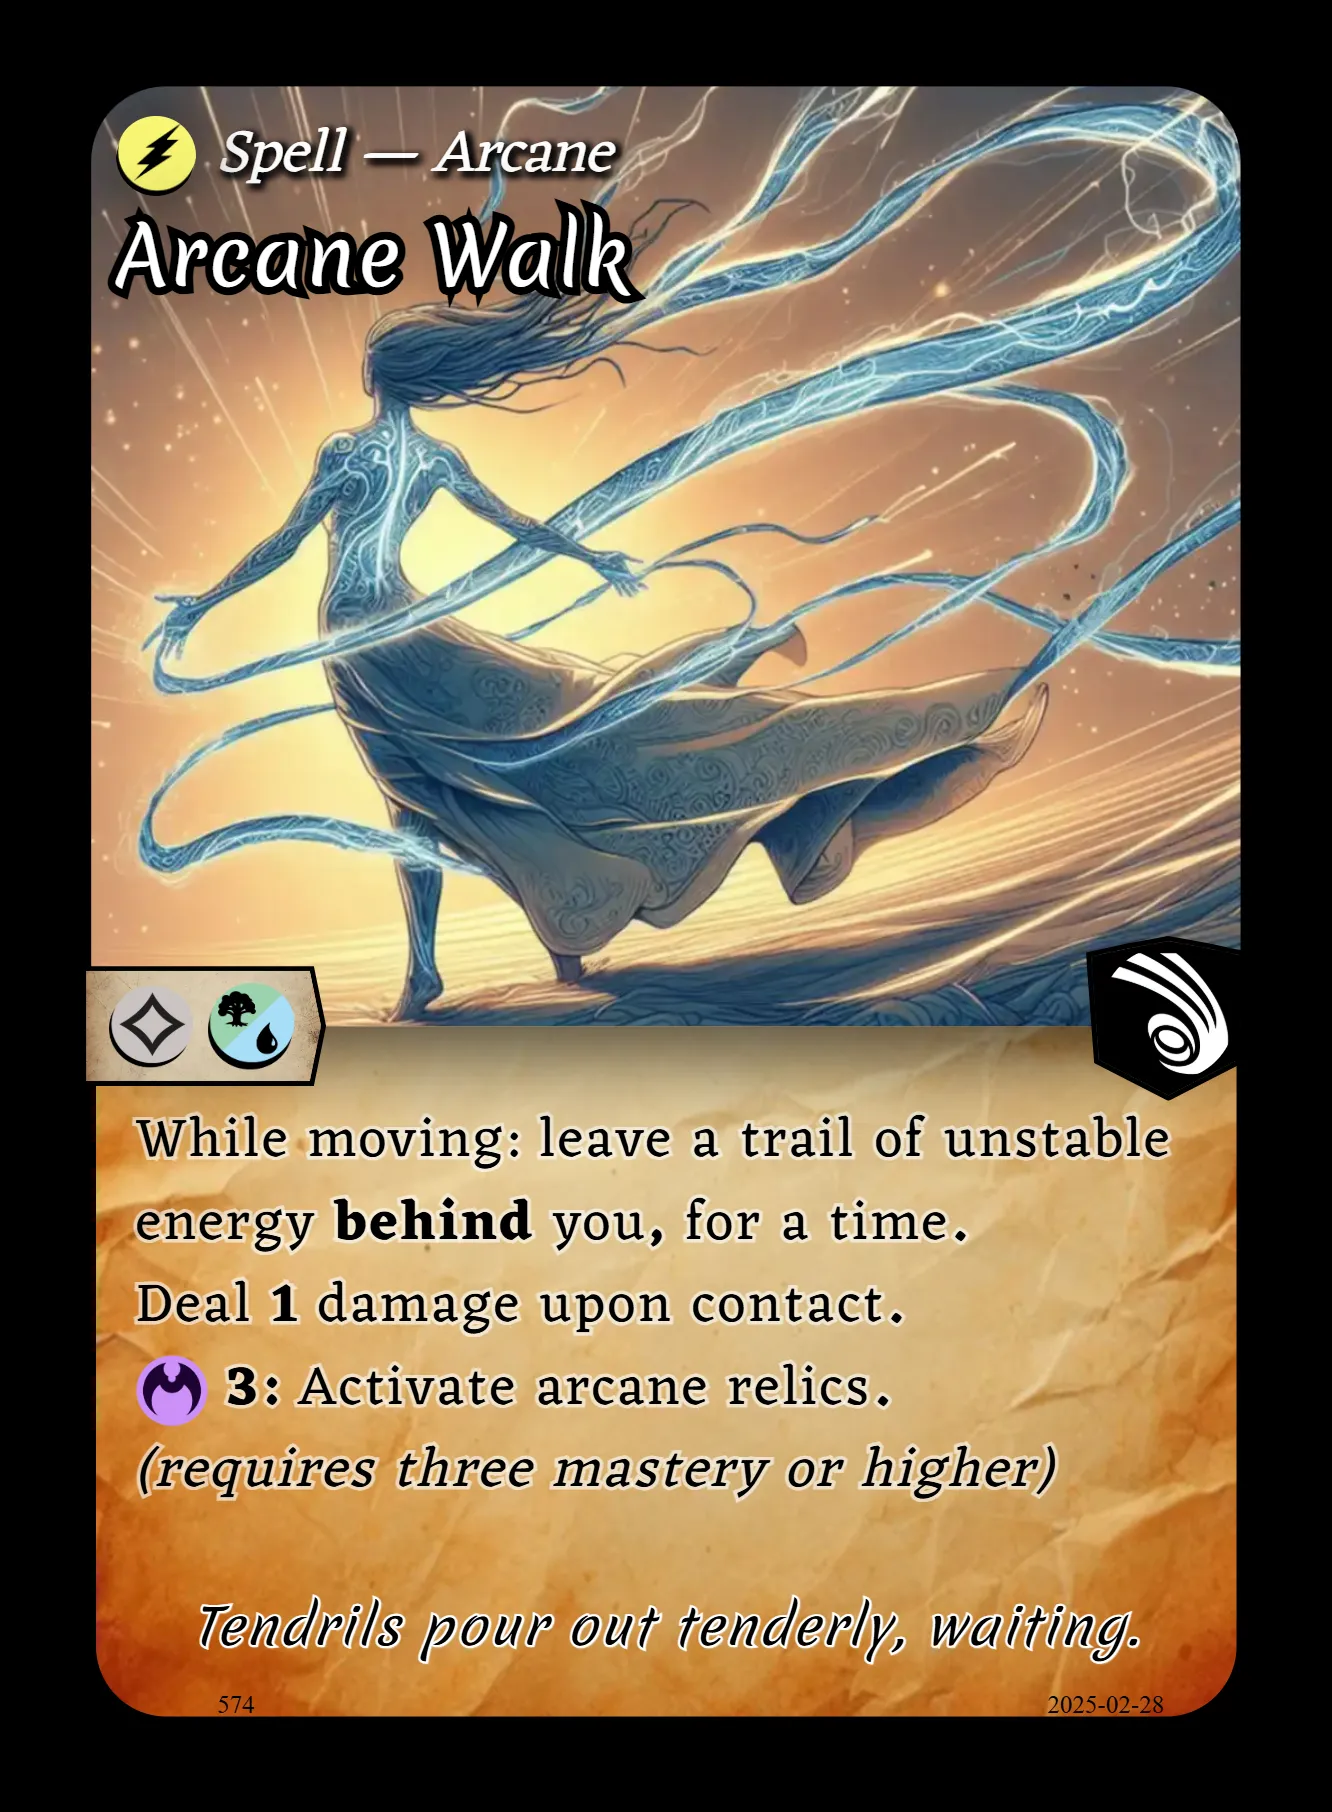 Spell — Arcane
Arcane Walk
While moving: leave a trail of unstable
energy behind you, for a time.
Deal 1 damage upon contact.
3: Activate arcane relics.
(requires three mastery or higher)
Tendrils pour out tenderly, waiting.
574
2025-02-28